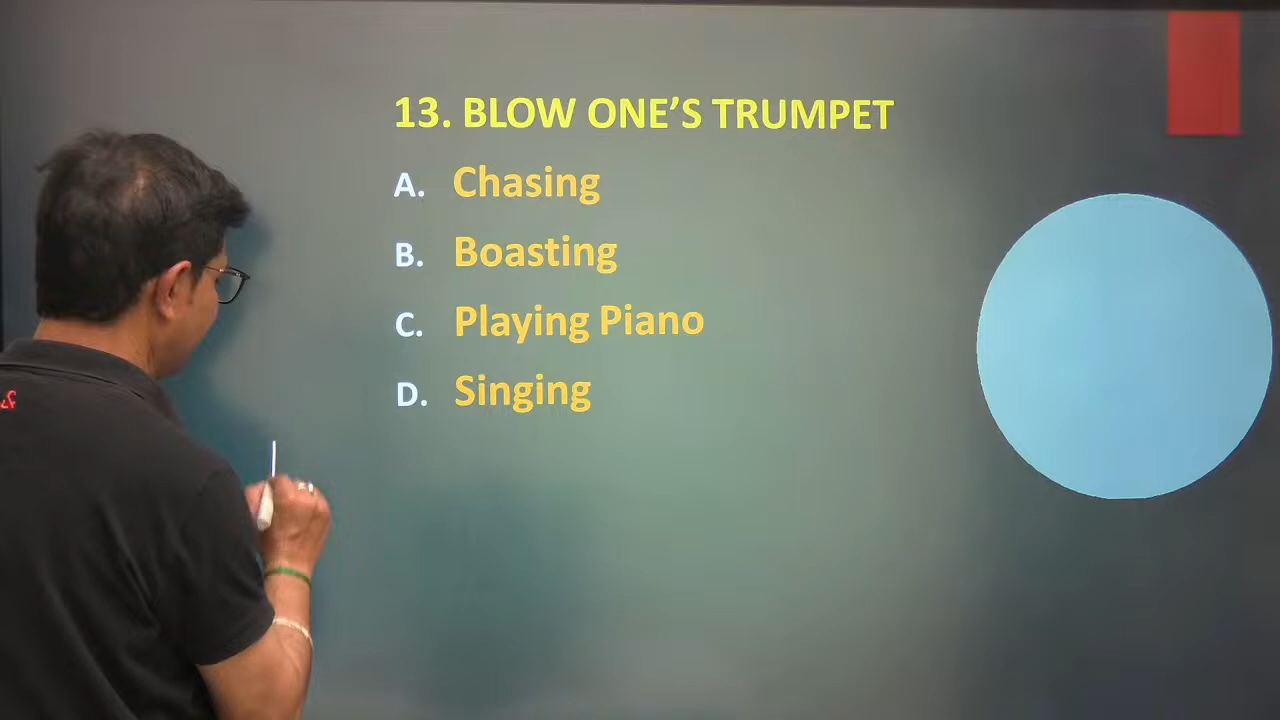 13. BLOW ONE’S TRUMPET
A. Chasing
B. Boasting
C. Playing Piano
D. Singing